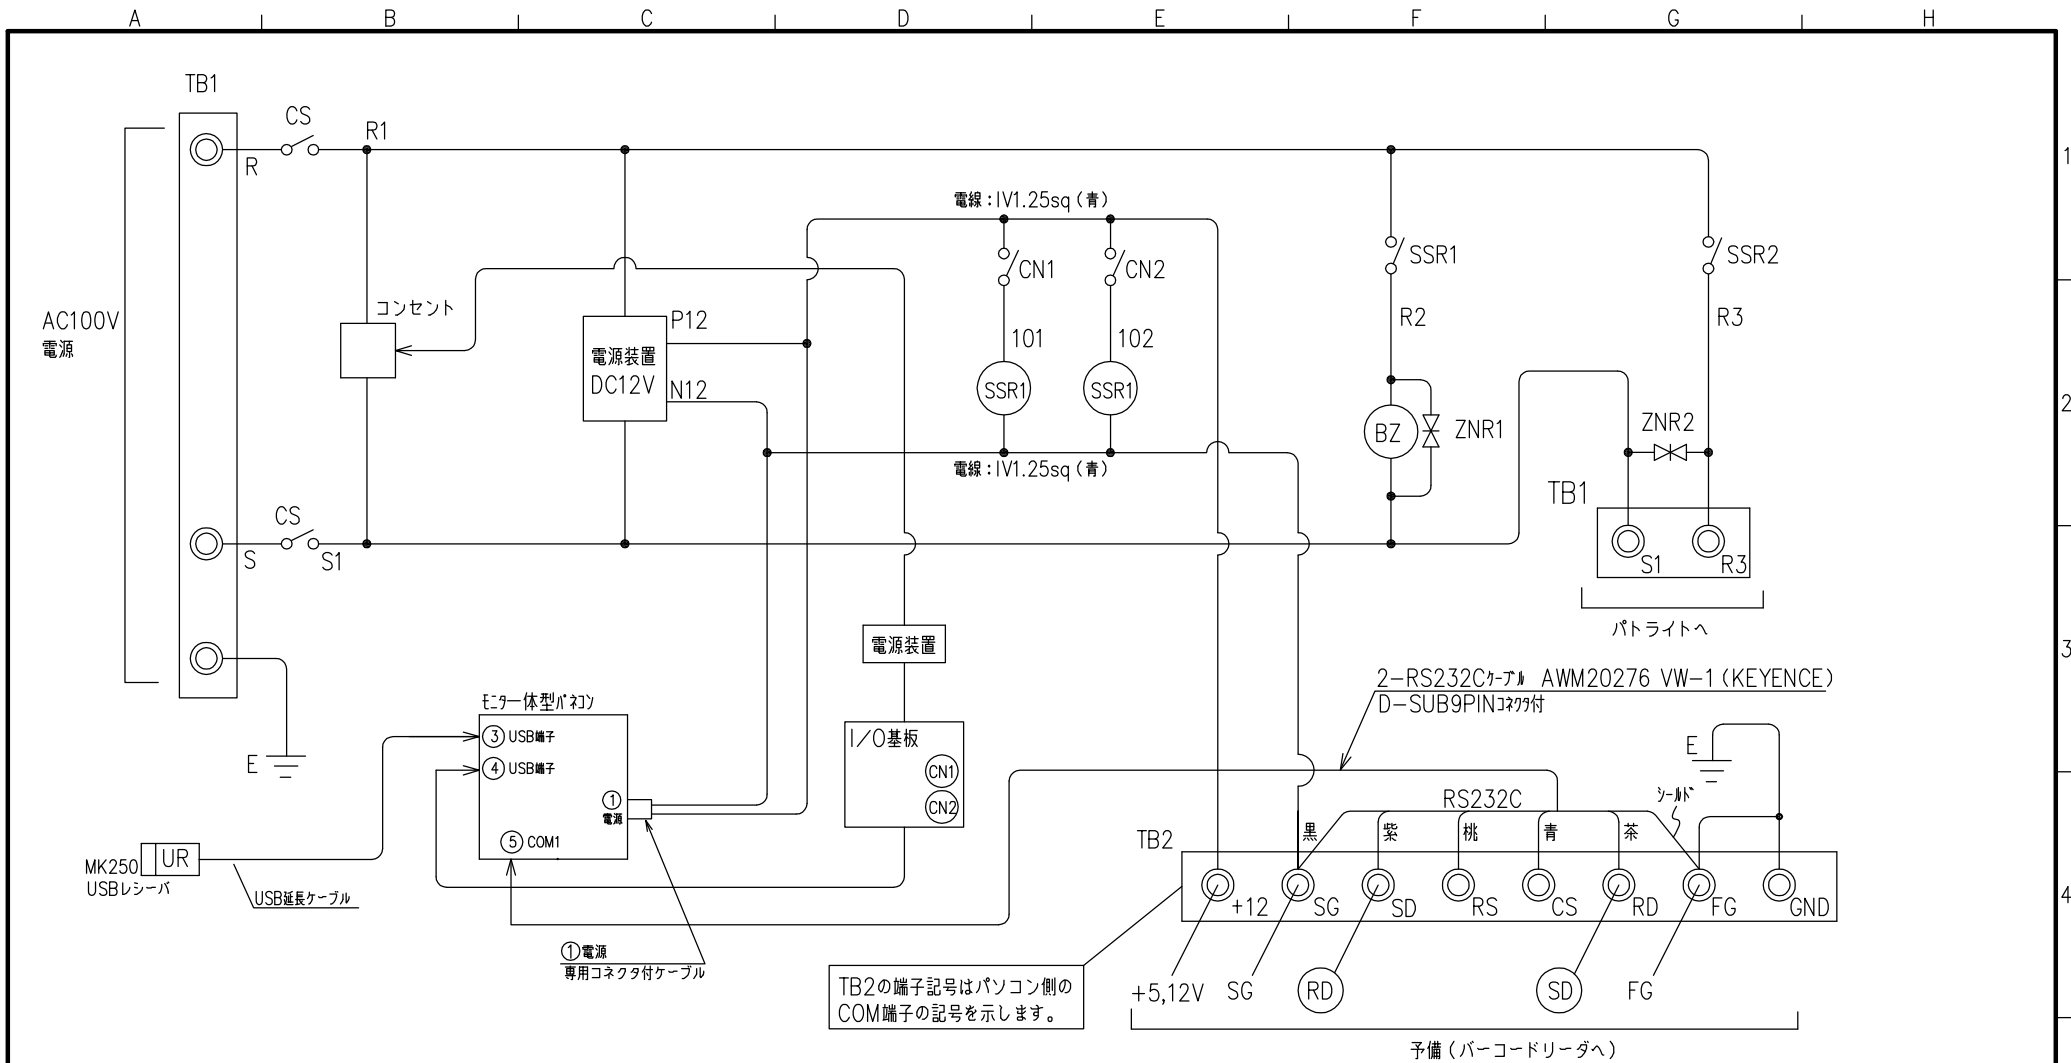 A B C D E F G H
TB1
CS
R1
R
1
電線：IV1.25sq（青）
CN1
CN2
SSR1
SSR2
コンセント
AC100V
電源
P12
電源装置
DC12V
N12
101
102
R2
R3
SSR1
SSR1
2
BZ
ZNR1
ZNR2
電線：IV1.25sq（青）
TB1
CS
S
S1
S1
R3
パトライトへ
電源装置
3
2-RS232Cケーブル AWM20276 VW-1（KEYENCE）
D-SUB9PINコネクタ付
モニター体型パネコン
③ USB端子
④ USB端子
I/O基板
CN1
CN2
E
E
①
電源
⑤ COM1
RS232C
シールド
黒 紫 桃 青 茶
TB2
MK250
UR
USBレシーバ
USB延長ケーブル
+12 SG SD RS CS RD FG GND
4
①電源
専用コネクタ付ケーブル
TB2の端子記号はパソコン側の
COM端子の記号を示します。
+5,12V SG RD SD FG
予備（バーコードリーダへ）